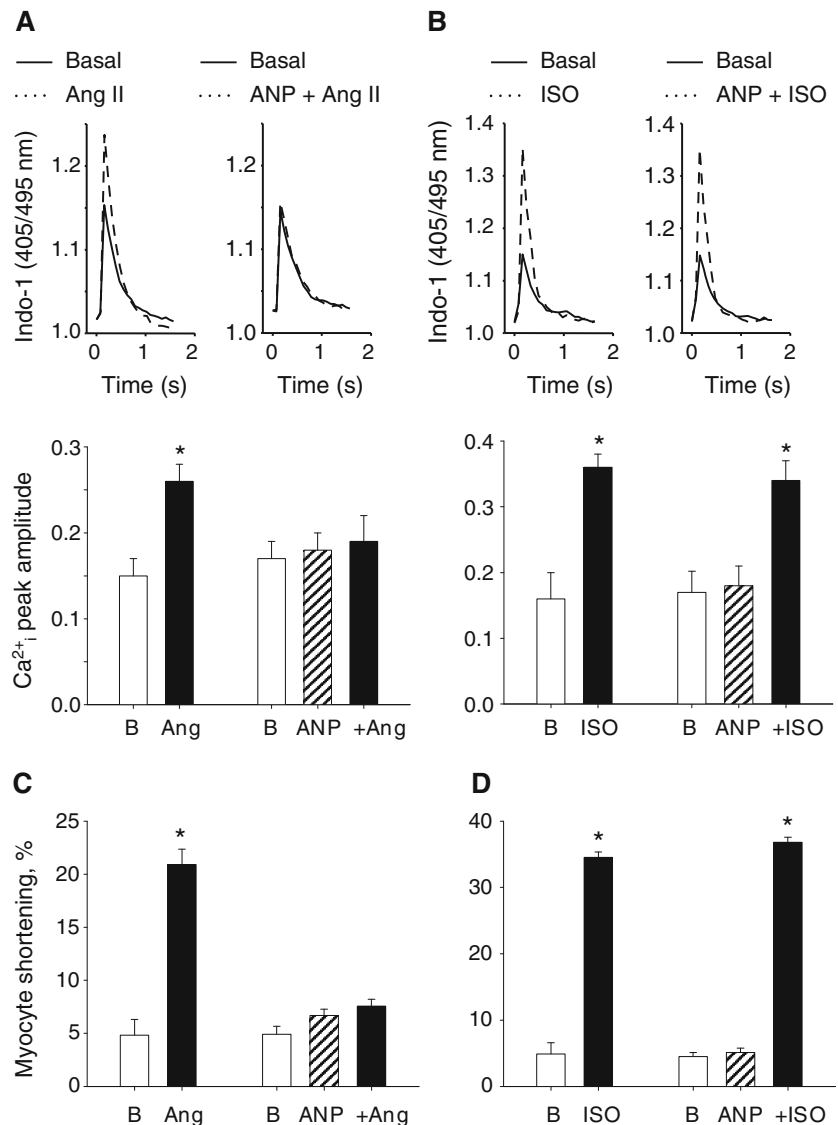 A
Basal
Ang II
Basal
ANP + Ang II
Indo-1 (405/495 nm)
1.2
1.1
1.0
0 1 2
Time (s)
1.2
1.1
1.0
0 1 2
Time (s)
B
Basal
ISO
Basal
ANP + ISO
Indo-1 (405/495 nm)
1.4
1.3
1.2
1.1
1.0
0 1 2
Time (s)
1.4
1.3
1.2
1.1
1.0
0 1 2
Time (s)
Ca²⁺ᵢ peak amplitude
0.3
0.2
0.1
0.0
*
B Ang B ANP +Ang
0.4
0.3
0.2
0.1
0.0
* *
B ISO B ANP +ISO
C
Myocyte shortening, %
25
20
15
10
5
0
*
B Ang B ANP +Ang
D
40
30
20
10
0
* *
B ISO B ANP +ISO